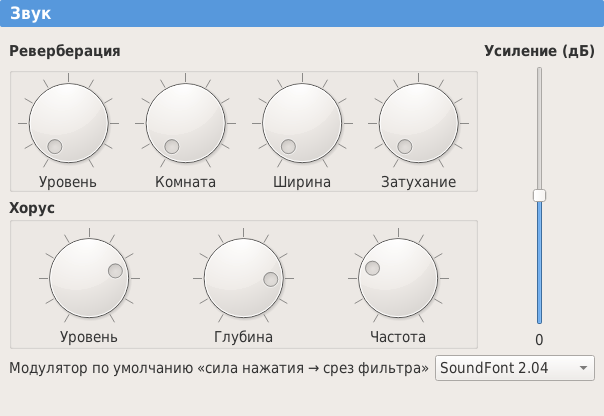 Звук
Реверберация
Усиление (дБ)
Уровень
Комната
Ширина
Затухание
Хорус
Уровень
Глубина
Частота
0
Модулятор по умолчанию «сила нажатия → срез фильтра»
SoundFont 2.04